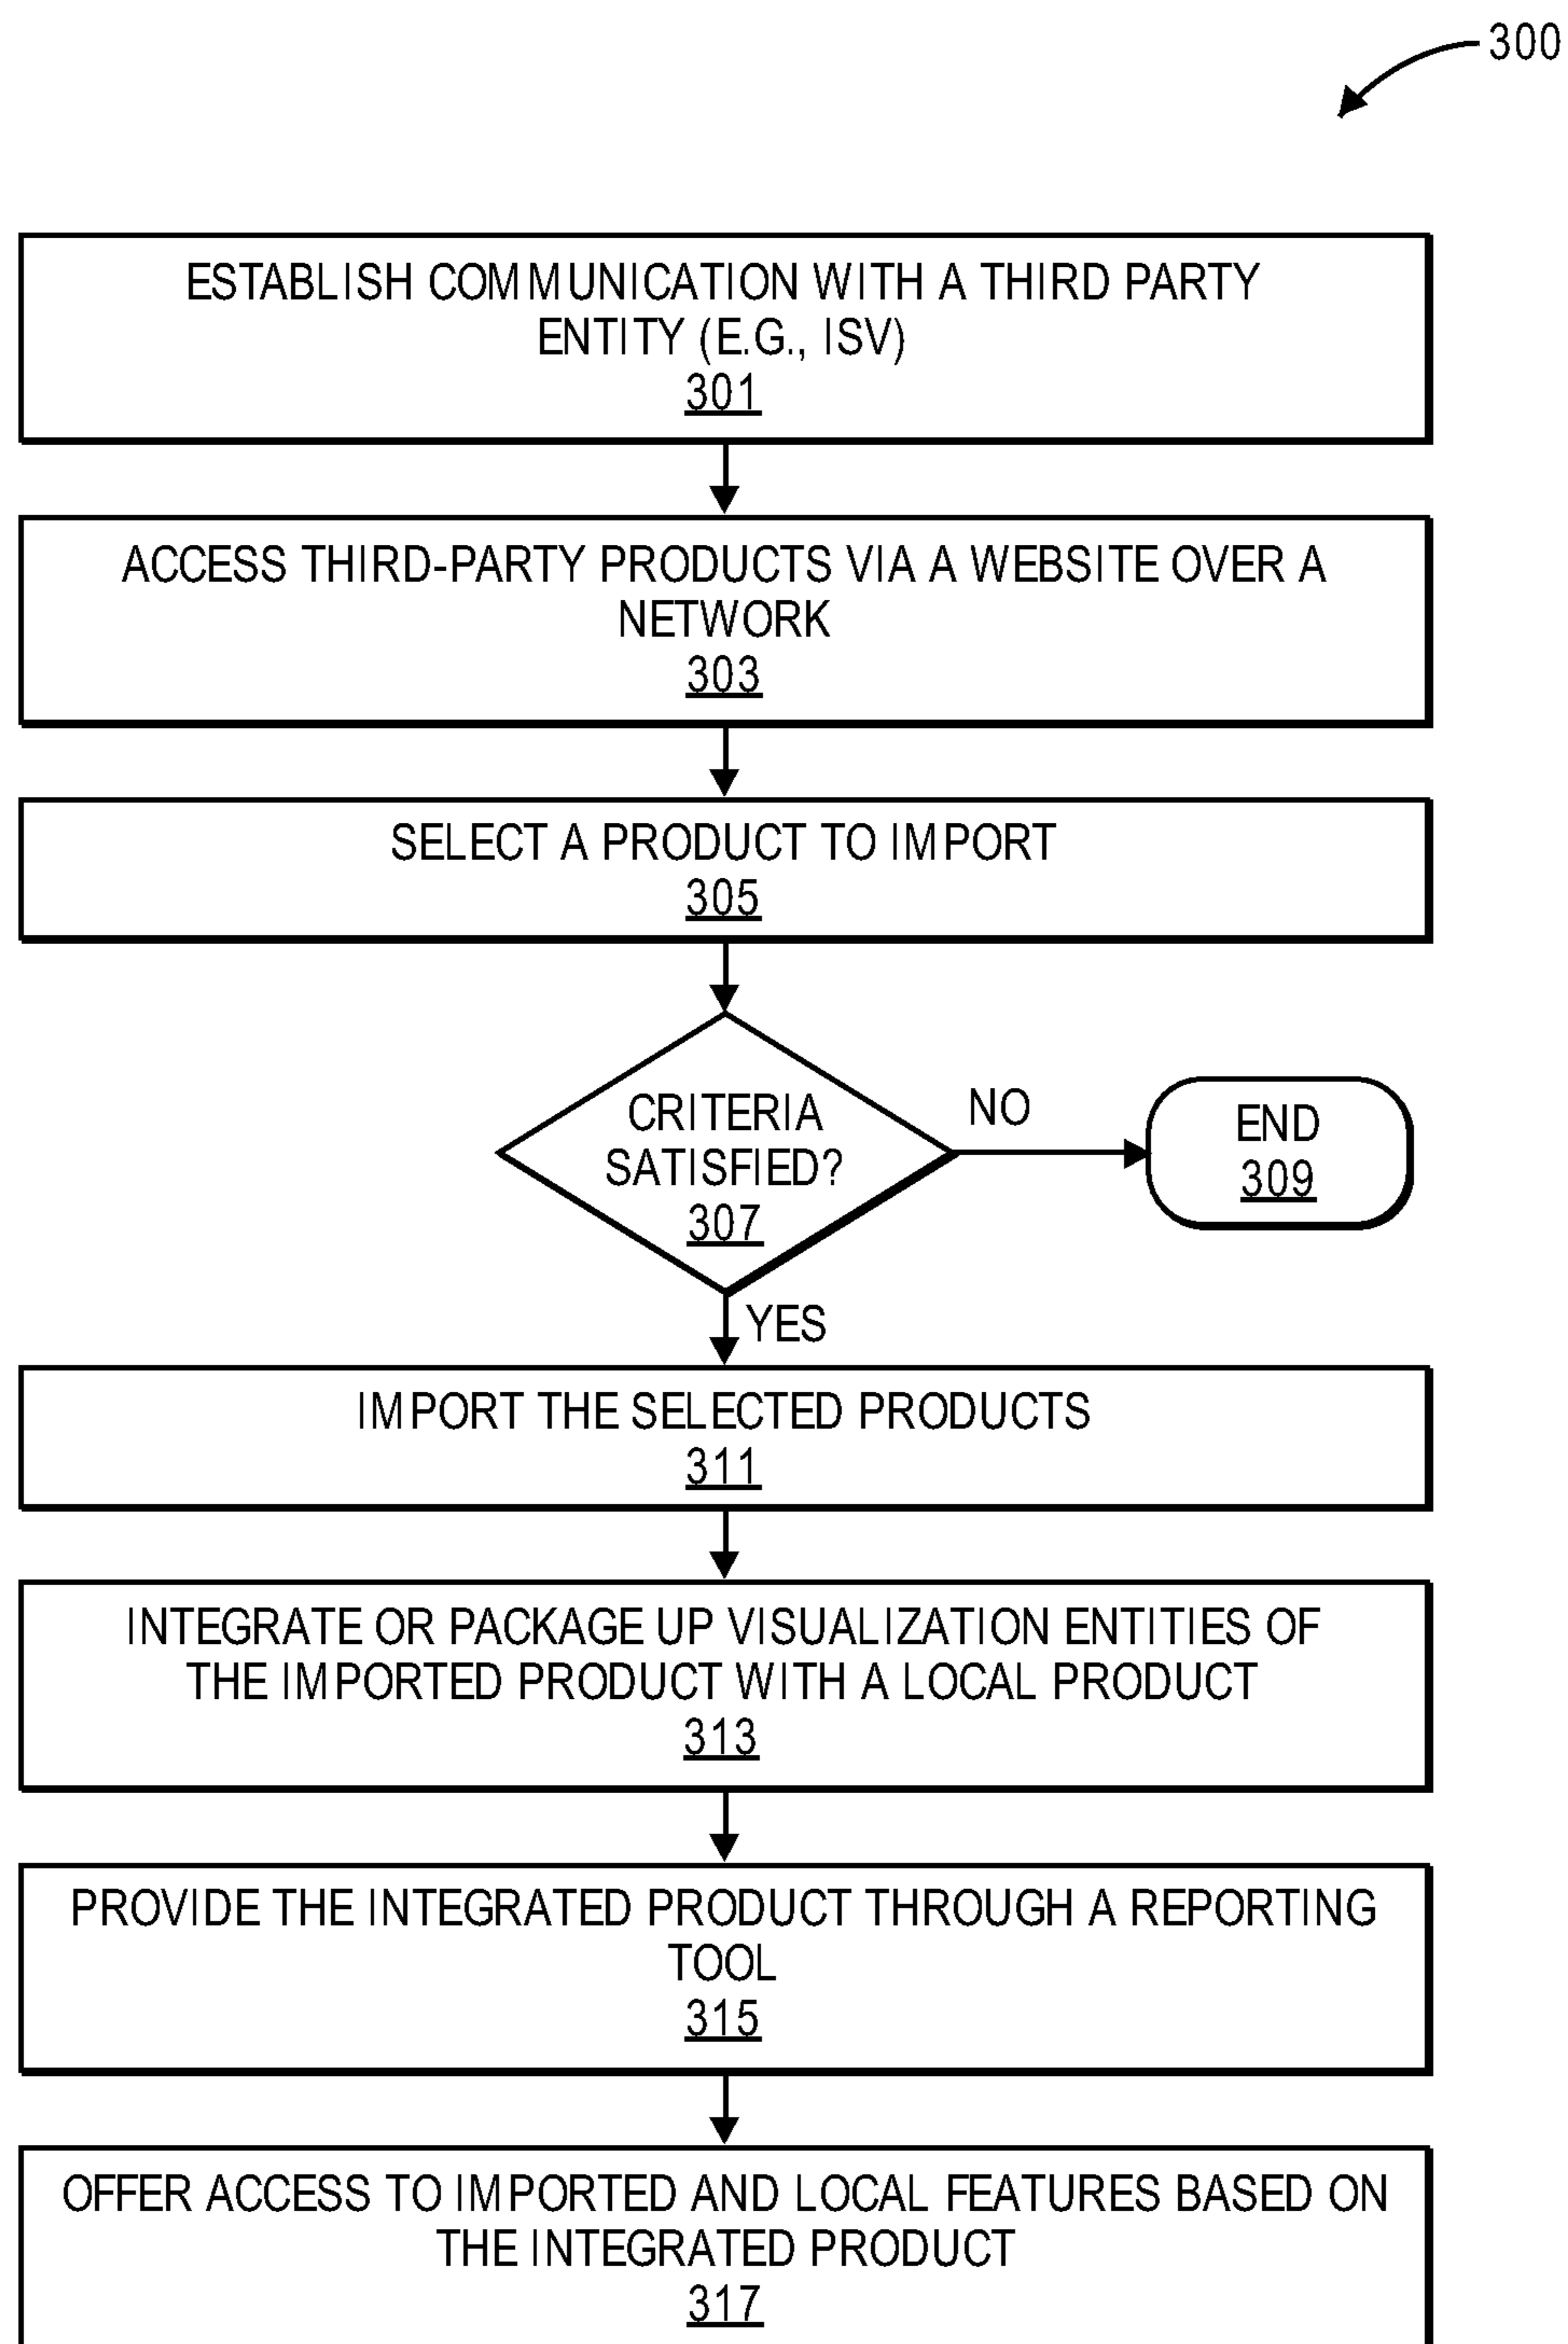 300
ESTABLISH COMMUNICATION WITH A THIRD PARTY
ENTITY (E.G., ISV)
301
ACCESS THIRD-PARTY PRODUCTS VIA A WEBSITE OVER A
NETWORK
303
SELECT A PRODUCT TO IMPORT
305
CRITERIA
SATISFIED?
307
NO
END
309
YES
IMPORT THE SELECTED PRODUCTS
311
INTEGRATE OR PACKAGE UP VISUALIZATION ENTITIES OF
THE IMPORTED PRODUCT WITH A LOCAL PRODUCT
313
PROVIDE THE INTEGRATED PRODUCT THROUGH A REPORTING
TOOL
315
OFFER ACCESS TO IMPORTED AND LOCAL FEATURES BASED ON
THE INTEGRATED PRODUCT
317